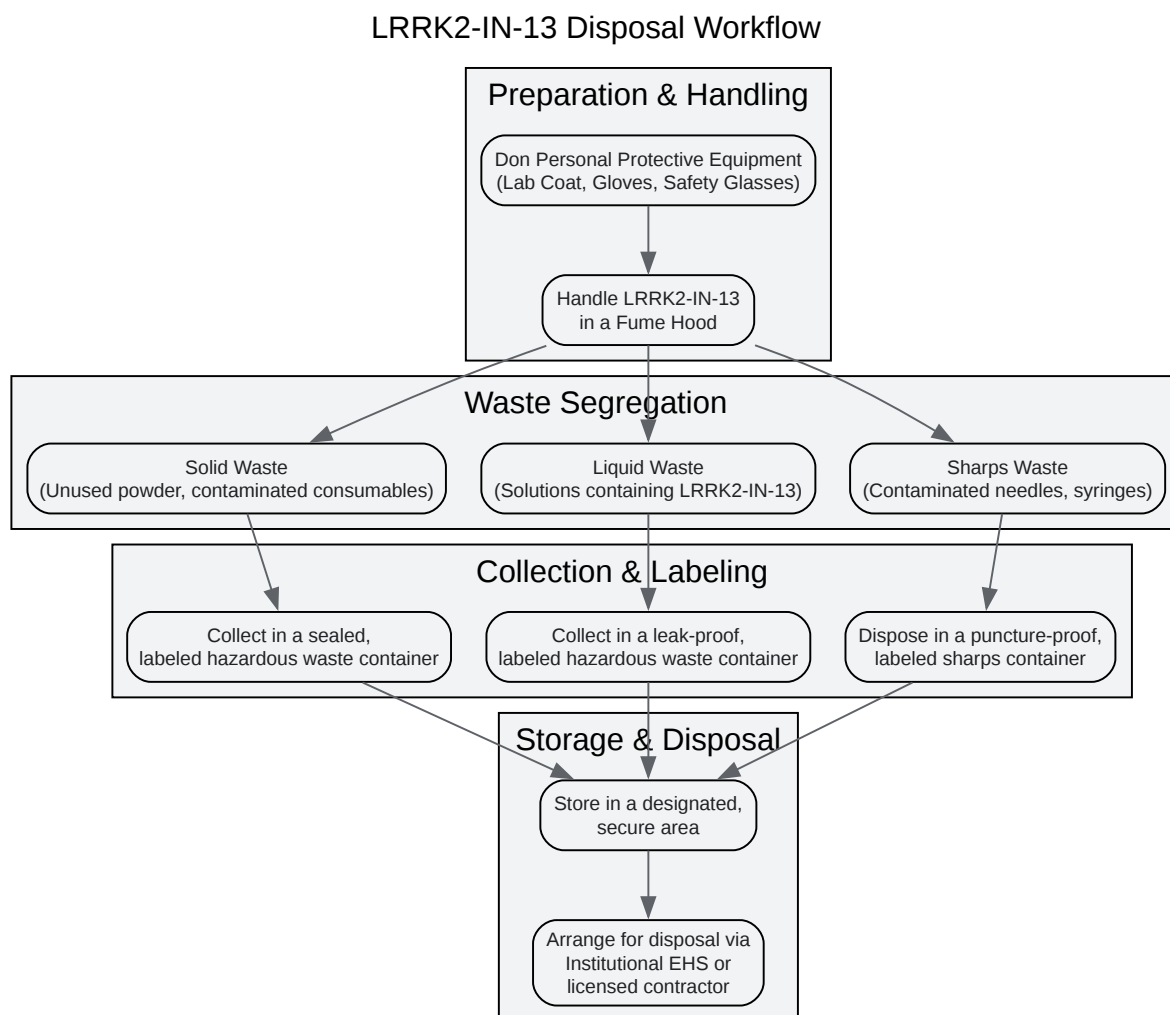 LRRK2-IN-13 Disposal Workflow
Preparation & Handling
Don Personal Protective Equipment
(Lab Coat, Gloves, Safety Glasses)
Handle LRRK2-IN-13
in a Fume Hood
Waste Segregation
Solid Waste
(Unused powder, contaminated consumables)
Liquid Waste
(Solutions containing LRRK2-IN-13)
Sharps Waste
(Contaminated needles, syringes)
Collection & Labeling
Collect in a sealed,
labeled hazardous waste container
Collect in a leak-proof,
labeled hazardous waste container
Dispose in a puncture-proof,
labeled sharps container
Storage & Disposal
Store in a designated,
secure area
Arrange for disposal via
Institutional EHS or
licensed contractor